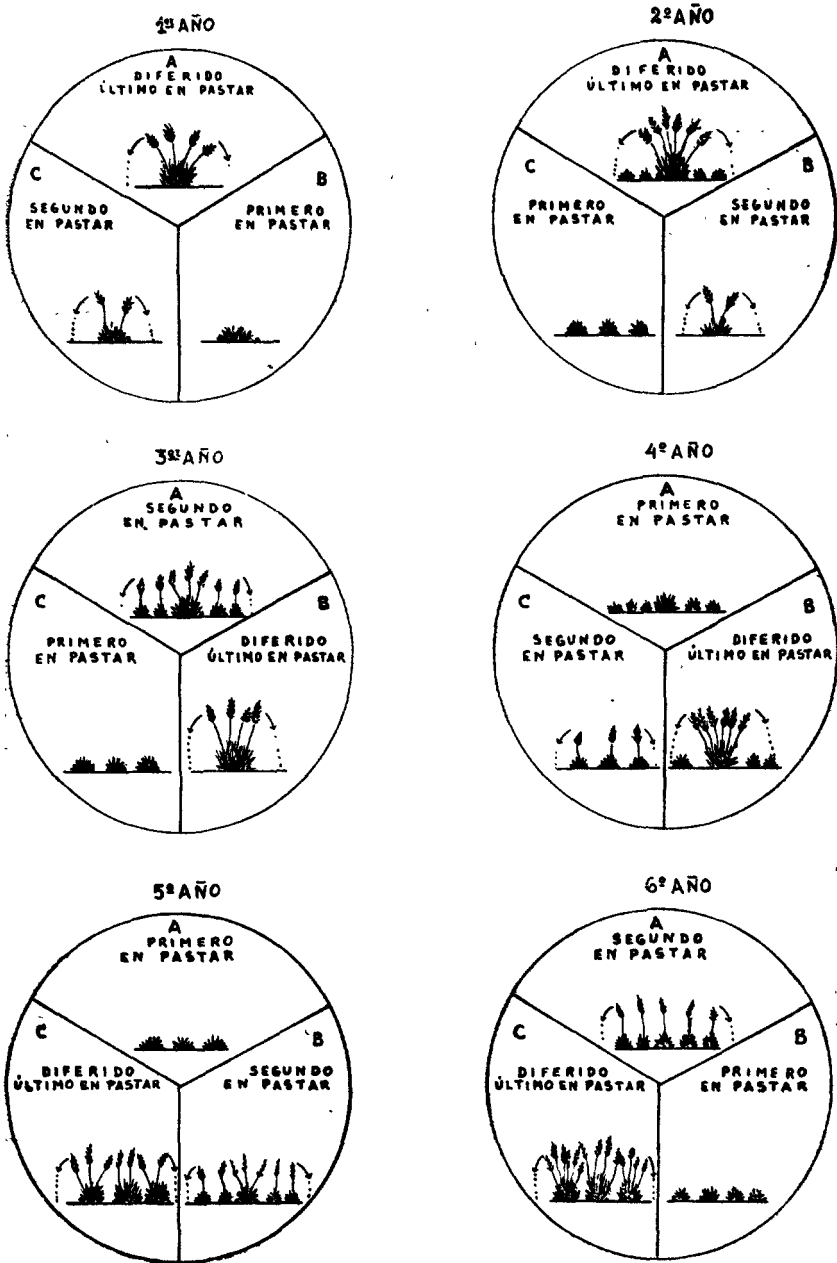 1er AÑO
A
DIFERIDO
ÚLTIMO EN PASTAR
C
SEGUNDO
EN PASTAR
B
PRIMERO
EN PASTAR
2º AÑO
A
DIFERIDO
ÚLTIMO EN PASTAR
C
PRIMERO
EN PASTAR
B
SEGUNDO
EN PASTAR
3er AÑO
A
SEGUNDO
EN PASTAR
C
PRIMERO
EN PASTAR
B
DIFERIDO
ÚLTIMO EN PASTAR
4º AÑO
A
PRIMERO
EN PASTAR
C
SEGUNDO
EN PASTAR
B
DIFERIDO
ÚLTIMO EN PASTAR
5º AÑO
A
PRIMERO
EN PASTAR
C
DIFERIDO
ÚLTIMO EN PASTAR
B
SEGUNDO
EN PASTAR
6º AÑO
A
SEGUNDO
EN PASTAR
C
DIFERIDO
ÚLTIMO EN PASTAR
B
PRIMERO
EN PASTAR